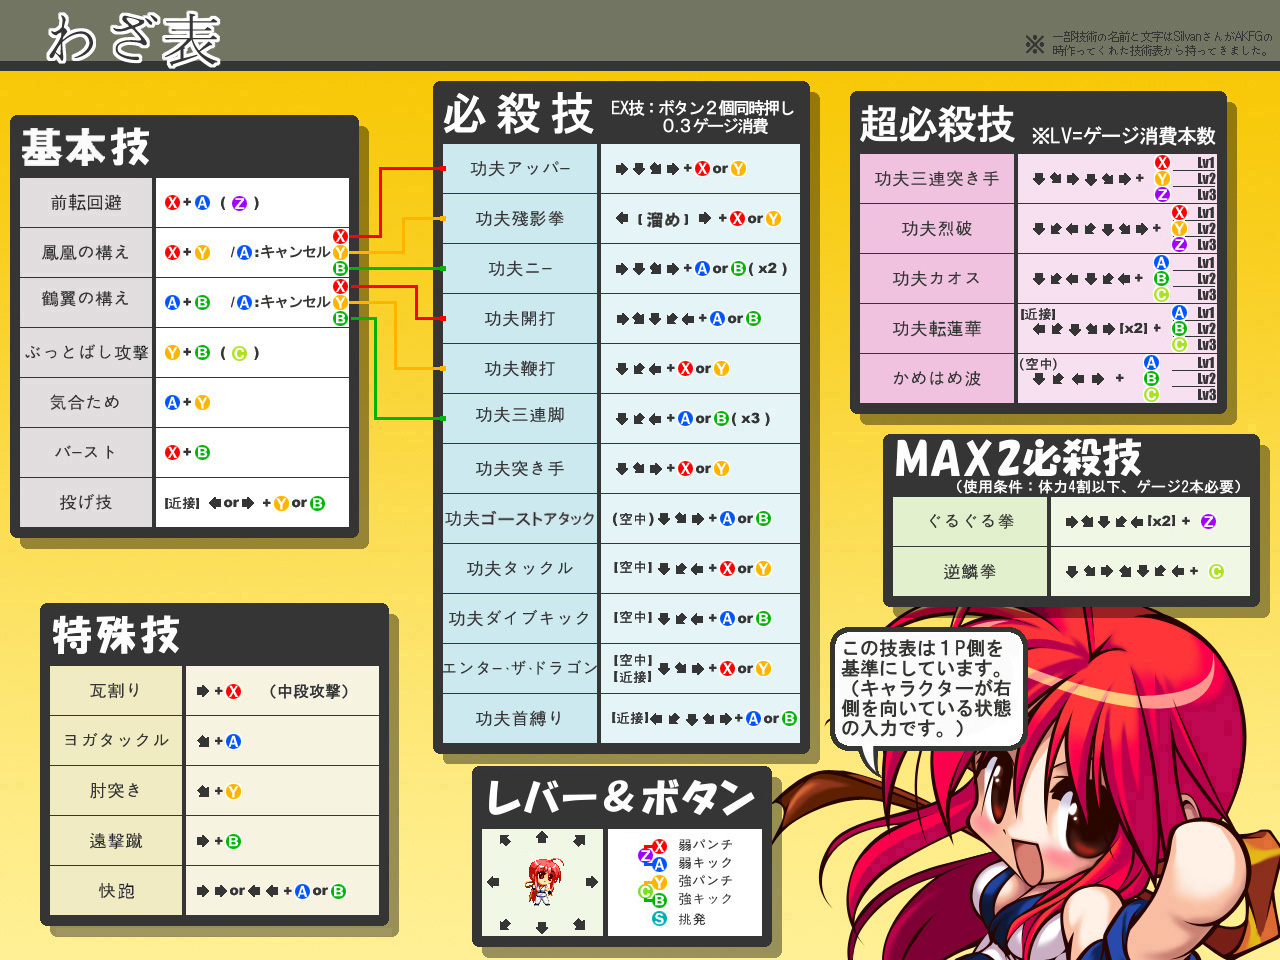 わざ表
※ 一部技術の名前と文字はSilvanさんがAKFGの
時作ってくれた技術表から持ってきました。
基本技
前転回避 X+A ( Z )
鳳凰の構え X+Y /A:キャンセル X Y B
鶴翼の構え A+B /A:キャンセル X Y B
ぶっとばし攻撃 Y+B ( C )
気合ため A+Y
バースト X+B
投げ技 [近接] ←or→ +YorB
特殊技
瓦割り →+X (中段攻撃)
ヨガタックル ↘+A
肘突き ↘+Y
遠撃蹴 →+B
快跑 →→or←← +AorB
必殺技 EX技:ボタン2個同時押し
0.3ゲージ消費
功夫アッパー →↓↘→+XorY
功夫殘影拳 ← [溜め] → +XorY
功夫ニー →↓↘→+AorB( x2 )
功夫開打 →↘↓↙←+AorB
功夫鞭打 ↓↙←+XorY
功夫三連脚 ↓↙←+AorB( x3 )
功夫突き手 ↓↘→+XorY
功夫ゴーストアタック (空中)↓↘→+AorB
功夫タックル [空中] ↓↙←+XorY
功夫ダイブキック [空中] ↓↙←+AorB
エンター・ザ・ドラゴン [空中] [近接] ↓↘→+XorY
功夫首縛り [近接]←↙↓↘→+AorB
レバー&ボタン
X 弱パンチ
Z
A 弱キック
Y 強パンチ
C
B 強キック
S 挑発
超必殺技 ※LV=ゲージ消費本数
功夫三連突き手 ↓↘→↓↘→+ X Lv1 Y Lv2 Z Lv3
功夫烈破 ↓↙←↙↓↘→+ X Lv1 Y Lv2 Z Lv3
功夫カオス ↓↙←↓↙←+ A Lv1 B Lv2 C Lv3
功夫転蓮華 [近接] ←↙↓↘→[x2] + A Lv1 B Lv2 C Lv3
かめはめ波 (空中) ↓↙←→ + A Lv1 B Lv2 C Lv3
MAX2必殺技
(使用条件:体力4割以下、ゲージ2本必要)
ぐるぐる拳 →↘↓↙←[x2] + Z
逆鱗拳 ↓↘→↘↓↙←+ C
この技表は1P側を
基準にしています。
(キャラクターが右
側を向いている状態
の入力です。)